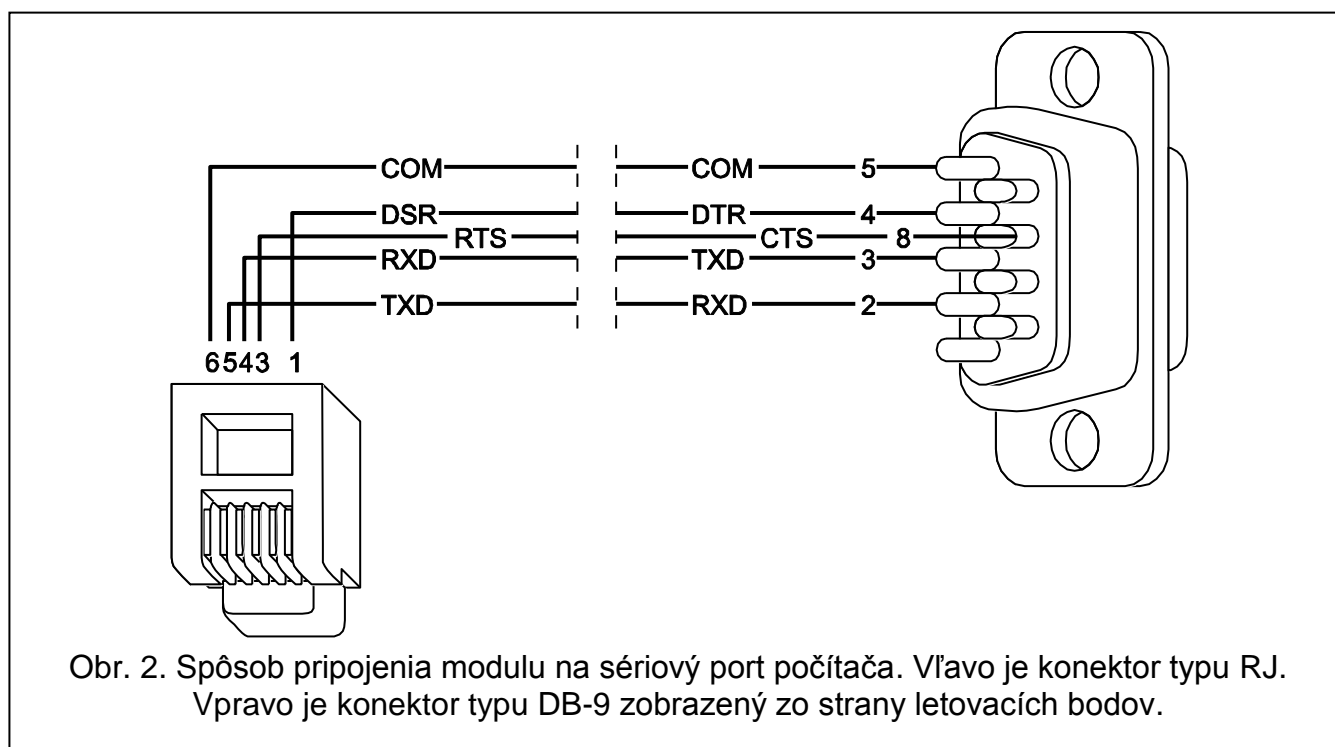 COM COM 5
DSR DTR 4
RTS CTS 8
RXD TXD 3
TXD RXD 2
6543 1
Obr. 2. Spôsob pripojenia modulu na sériový port počítača. Vľavo je konektor typu RJ.
Vpravo je konektor typu DB-9 zobrazený zo strany letovacích bodov.